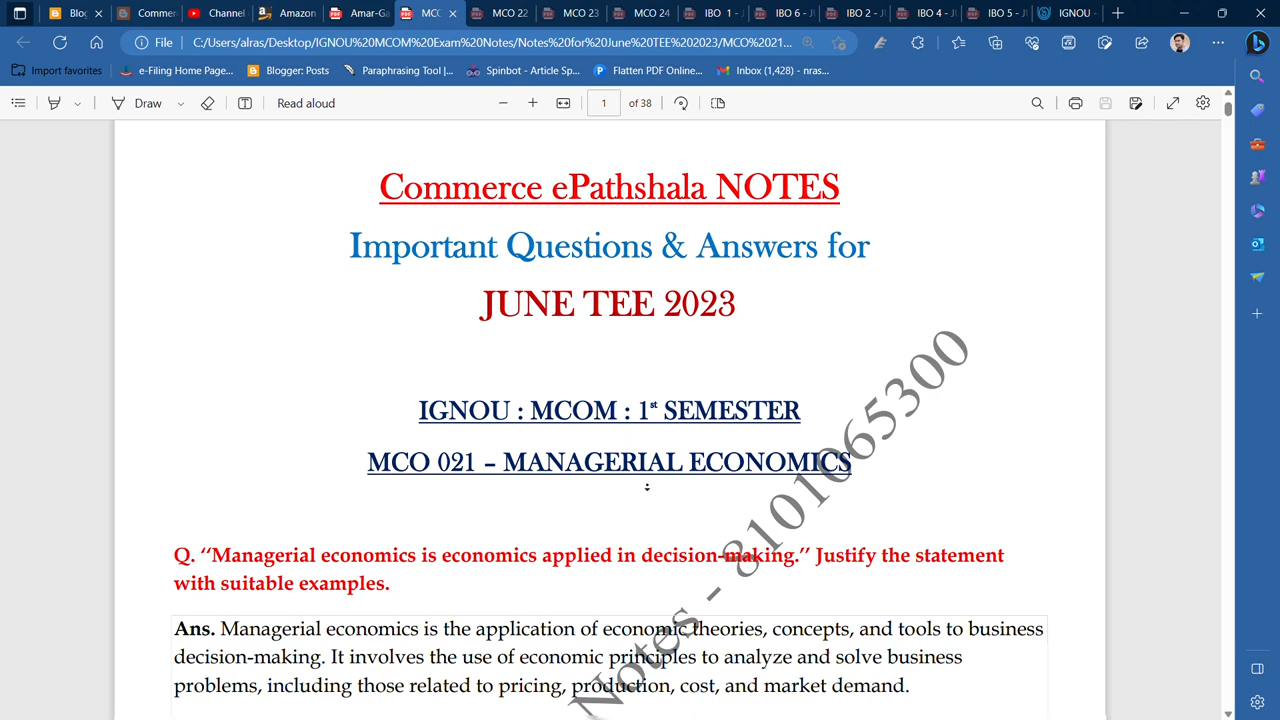 Blog
Commer
Channel
Amazon
Amar-Ga
MCO
MCO 22
MCO 23
MCO 24
IBO 1 -
IBO 6 -
IBO 2 -
IBO 4 -
IBO 5 -
IGNOU
File
C:/Users/alras/Desktop/IGNOU%20MCOM%20Exam%20Notes/Notes%20for%20June%20TEE%202023/MCO%2021...
Import favorites
e-Filing Home Page...
Blogger: Posts
Paraphrasing Tool |...
Spinbot - Article Sp...
Flatten PDF Online...
Inbox (1,428) - nras...
Draw
Read aloud
1 of 38
Commerce ePathshala NOTES
Important Questions & Answers for
JUNE TEE 2023
IGNOU : MCOM : 1st SEMESTER
MCO 021 – MANAGERIAL ECONOMICS
Q. “Managerial economics is economics applied in decision-making.” Justify the statement
with suitable examples.
Ans. Managerial economics is the application of economic theories, concepts, and tools to business
decision-making. It involves the use of economic principles to analyze and solve business
problems, including those related to pricing, production, cost, and market demand.
Notes - 8101065300